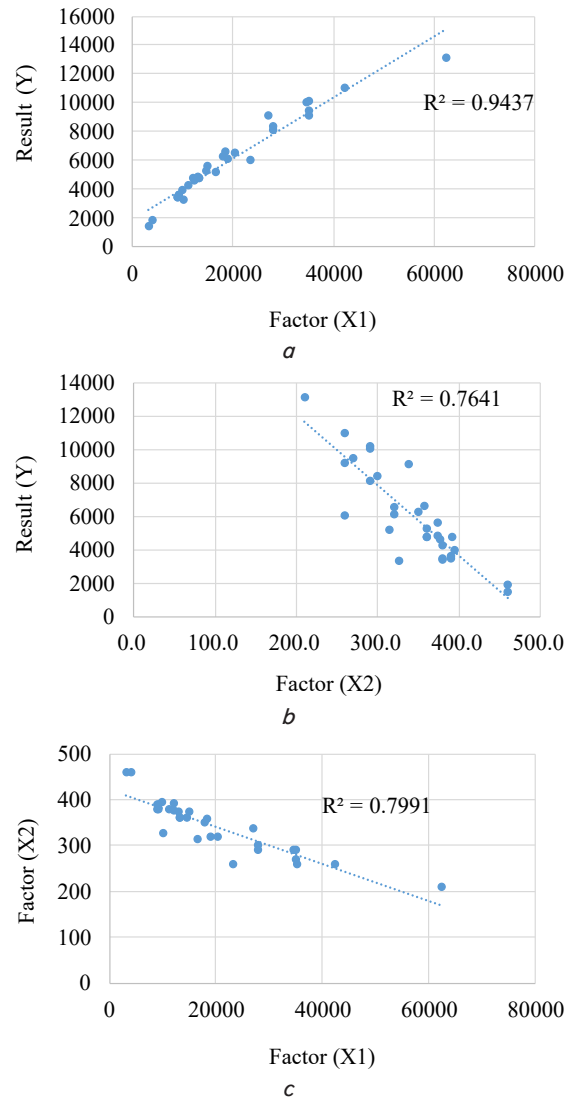 16000
14000
12000
10000
8000
6000
4000
2000
0
Result (Y)
R² = 0.9437
0 20000 40000 60000 80000
Factor (X1)
a
14000
12000
10000
8000
6000
4000
2000
0
Result (Y)
R² = 0.7641
0.0 100.0 200.0 300.0 400.0 500.0
Factor (X2)
b
500
400
300
200
100
0
Factor (X2)
R² = 0.7991
0 20000 40000 60000 80000
Factor (X1)
c